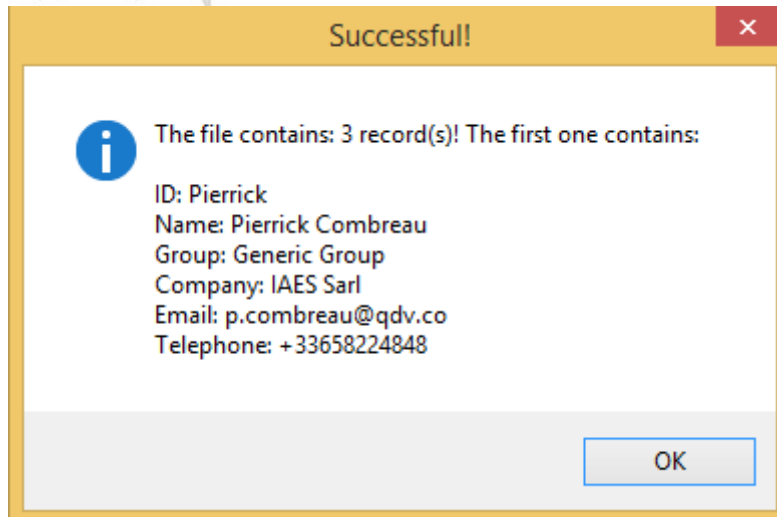 Successful!
The file contains: 3 record(s)! The first one contains:
ID: Pierrick
Name: Pierrick Combreau
Group: Generic Group
Company: IAES Sarl
Email: p.combreau@qdv.co
Telephone: +33658224848
OK